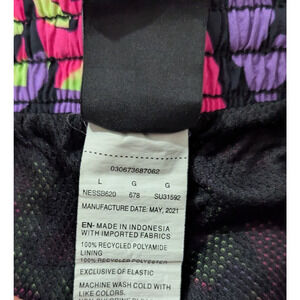 030673687062
L G G
NESSB620 678 SU31592
MANUFACTURE DATE: MAY, 2021
EN- MADE IN INDONESIA
WITH IMPORTED FABRICS
100% RECYCLED POLYAMIDE
LINING
100% RECYCLED POLYESTER
EXCLUSIVE OF ELASTIC
MACHINE WASH COLD WITH
LIKE COLORS.